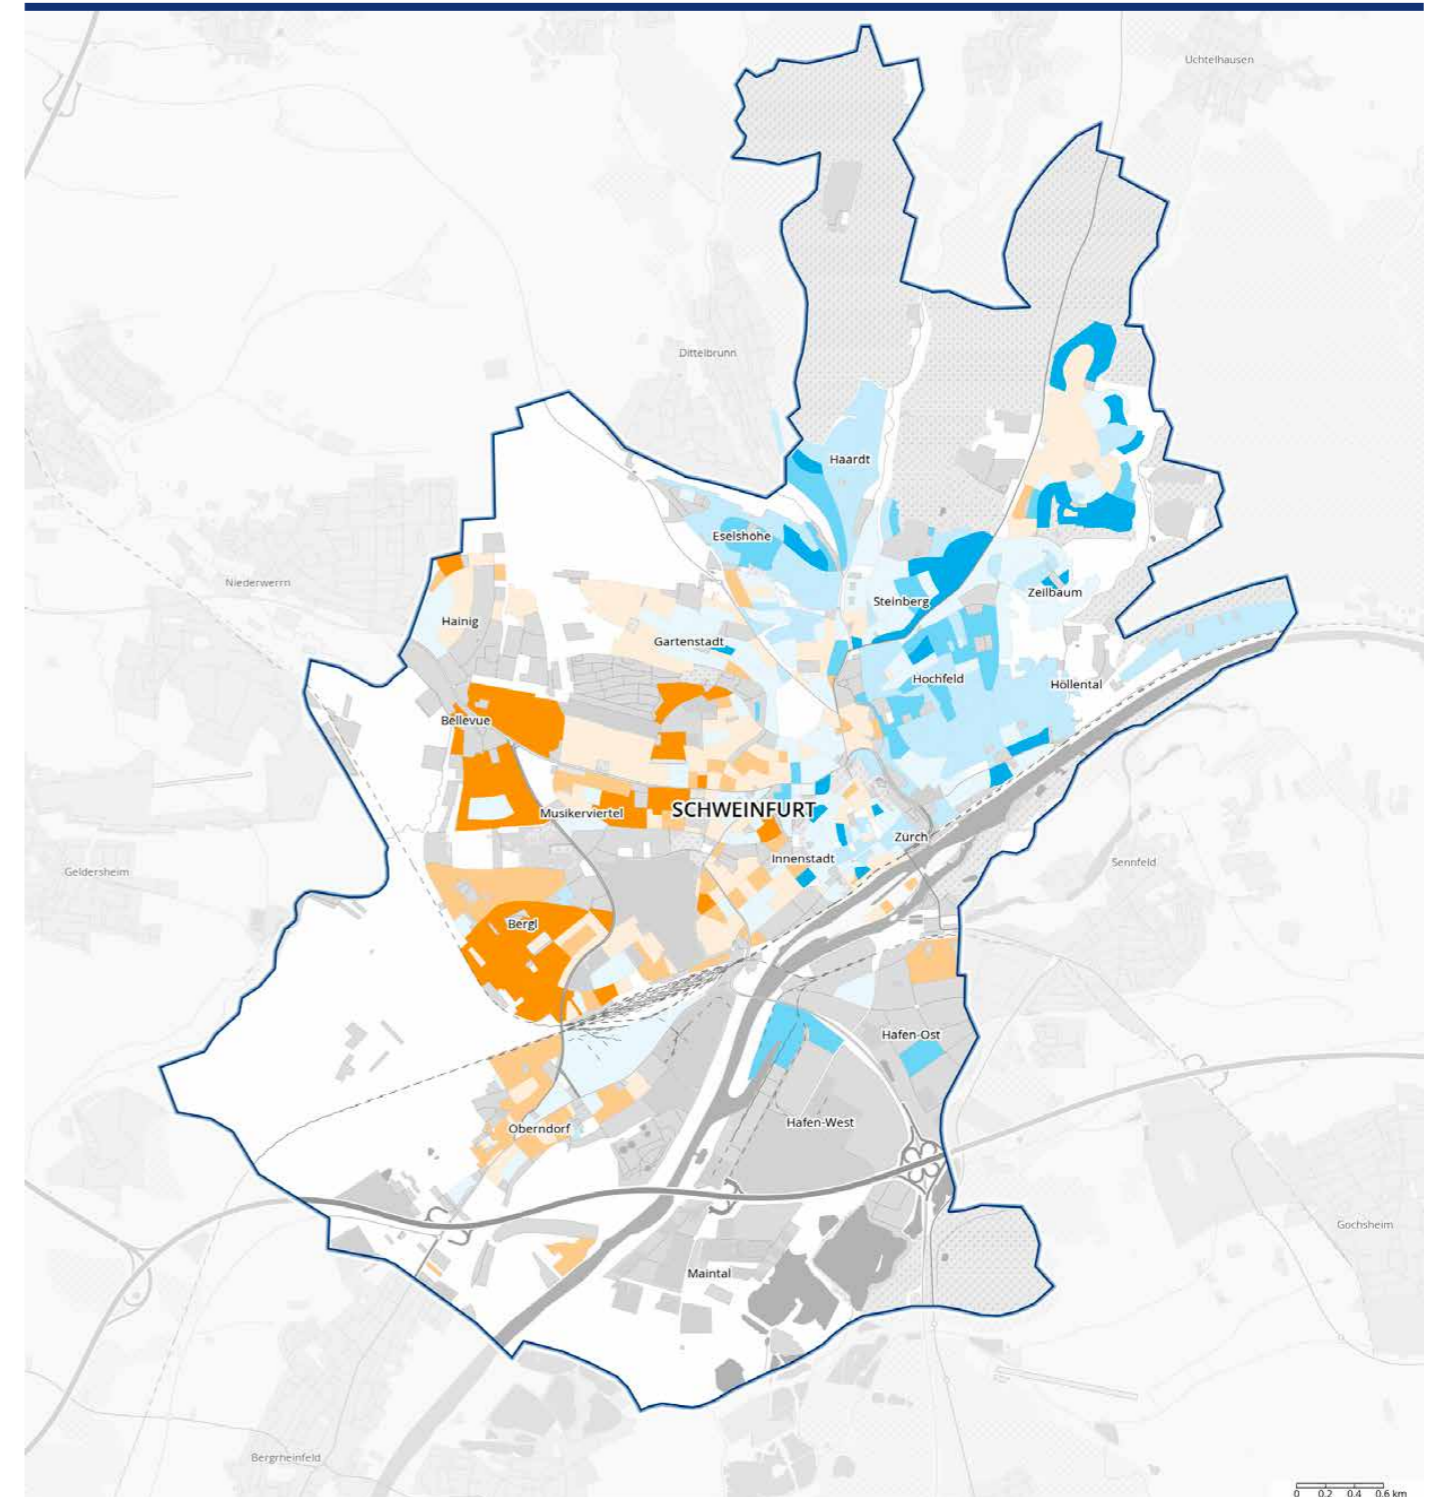 Uchtelhausen
Dittelbrunn
Haardt
Eselshöhe
Niederwerrn
Zeilbaum
Steinberg
Hainig
Gartenstadt
Hochfeld
Höllental
Bellevue
SCHWEINFURT
Musikerviertel
Zürch
Innenstadt
Sennfeld
Geldersheim
Bergl
Hafen-Ost
Hafen-West
Oberndorf
Gochsheim
Maintal
Bergrheinfeld
0 0.2 0.4 0.6 km